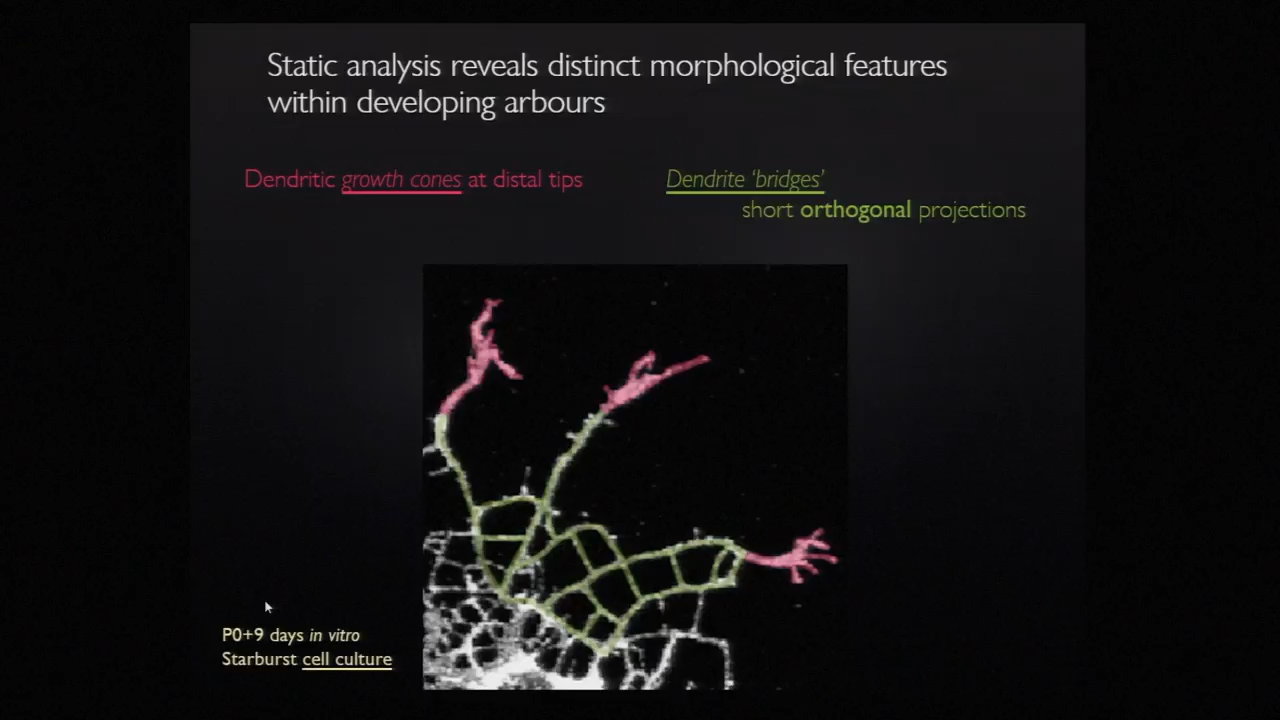 Static analysis reveals distinct morphological features
within developing arbours
Dendritic growth cones at distal tips
Dendrite ‘bridges’
short orthogonal projections
P0+9 days in vitro
Starburst cell culture